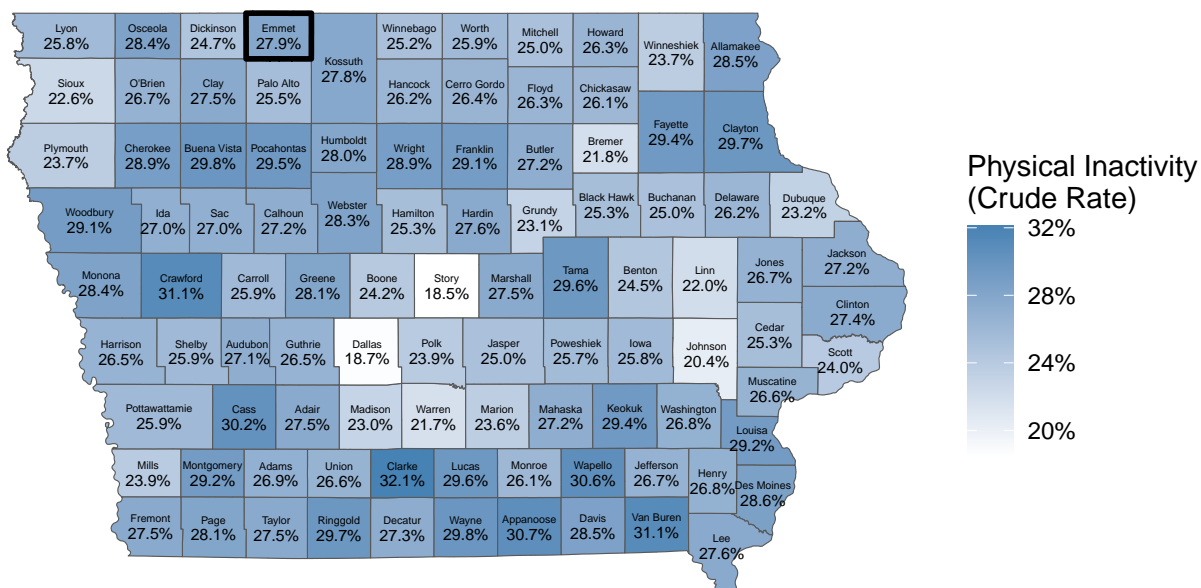 Lyon
25.8%
Osceola
28.4%
Dickinson
24.7%
Emmet
27.9%
Kossuth
27.8%
Winnebago
25.2%
Worth
25.9%
Mitchell
25.0%
Howard
26.3%
Winneshiek
23.7%
Allamakee
28.5%
Sioux
22.6%
O'Brien
26.7%
Clay
27.5%
Palo Alto
25.5%
Hancock
26.2%
Cerro Gordo
26.4%
Floyd
26.3%
Chickasaw
26.1%
Plymouth
23.7%
Cherokee
28.9%
Buena Vista
29.8%
Pocahontas
29.5%
Humboldt
28.0%
Wright
28.9%
Franklin
29.1%
Butler
27.2%
Bremer
21.8%
Fayette
29.4%
Clayton
29.7%
Woodbury
29.1%
Ida
27.0%
Sac
27.0%
Calhoun
27.2%
Webster
28.3%
Hamilton
25.3%
Hardin
27.6%
Grundy
23.1%
Black Hawk
25.3%
Buchanan
25.0%
Delaware
26.2%
Dubuque
23.2%
Monona
28.4%
Crawford
31.1%
Carroll
25.9%
Greene
28.1%
Boone
24.2%
Story
18.5%
Marshall
27.5%
Tama
29.6%
Benton
24.5%
Linn
22.0%
Jones
26.7%
Jackson
27.2%
Clinton
27.4%
Harrison
26.5%
Shelby
25.9%
Audubon
27.1%
Guthrie
26.5%
Dallas
18.7%
Polk
23.9%
Jasper
25.0%
Poweshiek
25.7%
Iowa
25.8%
Johnson
20.4%
Cedar
25.3%
Scott
24.0%
Muscatine
26.6%
Pottawattamie
25.9%
Cass
30.2%
Adair
27.5%
Madison
23.0%
Warren
21.7%
Marion
23.6%
Mahaska
27.2%
Keokuk
29.4%
Washington
26.8%
Louisa
29.2%
Mills
23.9%
Montgomery
29.2%
Adams
26.9%
Union
26.6%
Clarke
32.1%
Lucas
29.6%
Monroe
26.1%
Wapello
30.6%
Jefferson
26.7%
Henry
26.8%
Des Moines
28.6%
Fremont
27.5%
Page
28.1%
Taylor
27.5%
Ringgold
29.7%
Decatur
27.3%
Wayne
29.8%
Appanoose
30.7%
Davis
28.5%
Van Buren
31.1%
Lee
27.6%
Physical Inactivity
(Crude Rate)
32%
28%
24%
20%